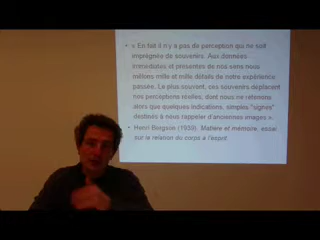 « En fait il n'y a pas de perception qui ne soit
imprégnée de souvenirs. Aux données
immédiates et présentes de nos sens nous
mêlons mille et mille détails de notre expérience
passée. Le plus souvent, ces souvenirs déplacent
nos perceptions réelles, dont nous ne retenons
alors que quelques indications, simples "signes"
destinés à nous rappeler d'anciennes images ».
Henri Bergson (1939). Matière et mémoire. essai
sur la relation du corps à l'esprit